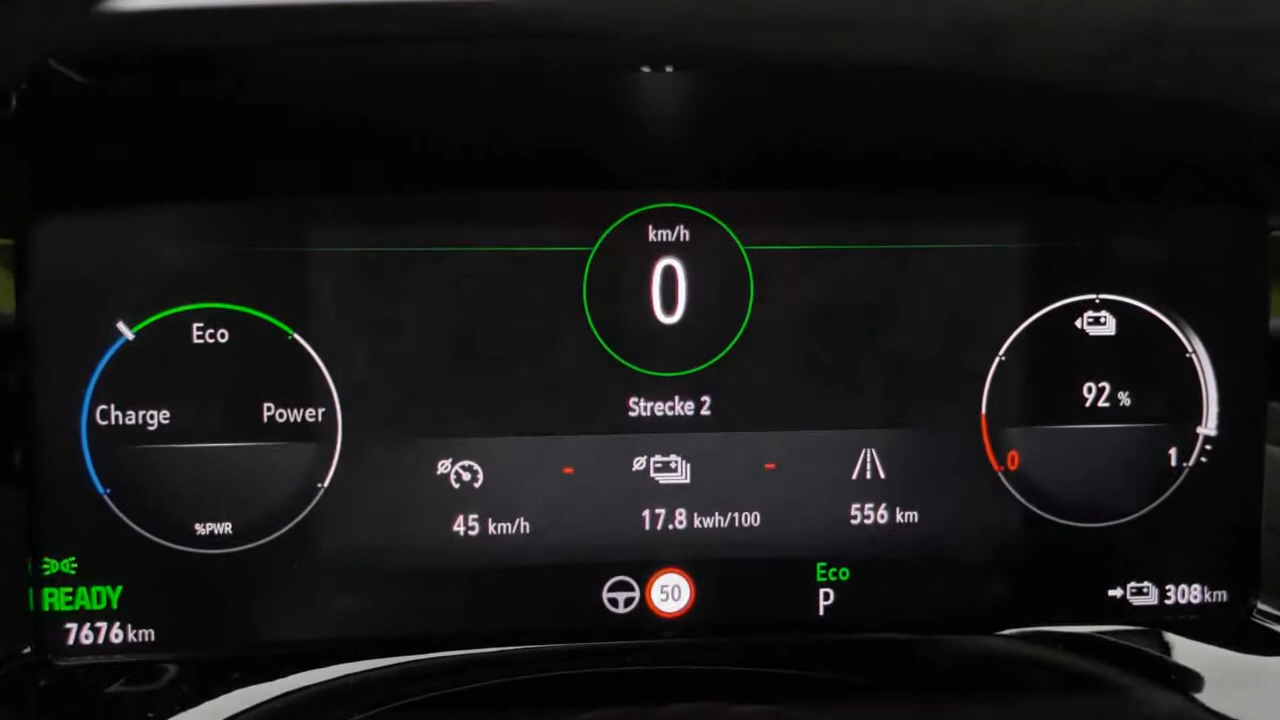 km/h
0
Eco
Charge
Power
%PWR
Strecke 2
45 km/h
17.8 kwh/100
556 km
92 %
0
1
READY
7676 km
50
Eco
P
308 km